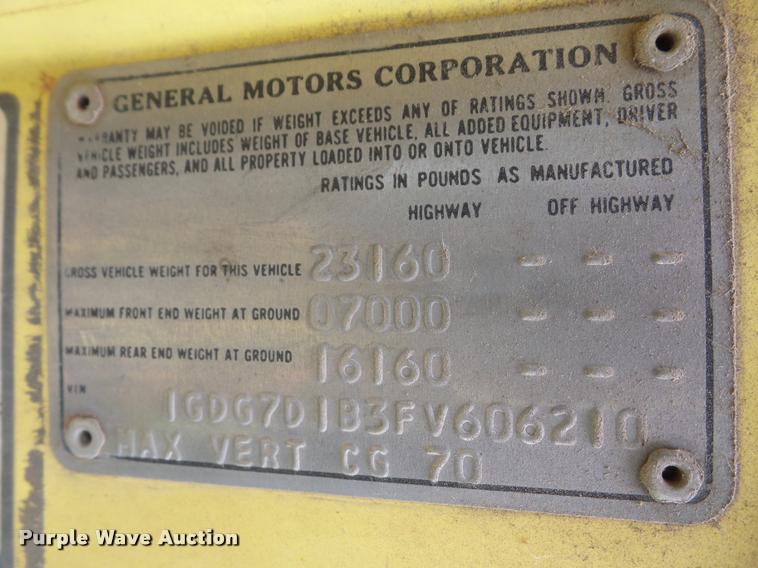 GENERAL MOTORS CORPORATION
WARRANTY MAY BE VOIDED IF WEIGHT EXCEEDS ANY OF RATINGS SHOWN. GROSS
VEHICLE WEIGHT INCLUDES WEIGHT OF BASE VEHICLE, ALL ADDED EQUIPMENT, DRIVER
AND PASSENGERS, AND ALL PROPERTY LOADED INTO OR ONTO VEHICLE.
RATINGS IN POUNDS AS MANUFACTURED
HIGHWAY OFF HIGHWAY
GROSS VEHICLE WEIGHT FOR THIS VEHICLE 23160 - - -
MAXIMUM FRONT END WEIGHT AT GROUND 07000 - - -
MAXIMUM REAR END WEIGHT AT GROUND 16160 - - -
VIN
1GDG7D1B3FV606210
MAX VERT CG 70
Purple Wave Auction